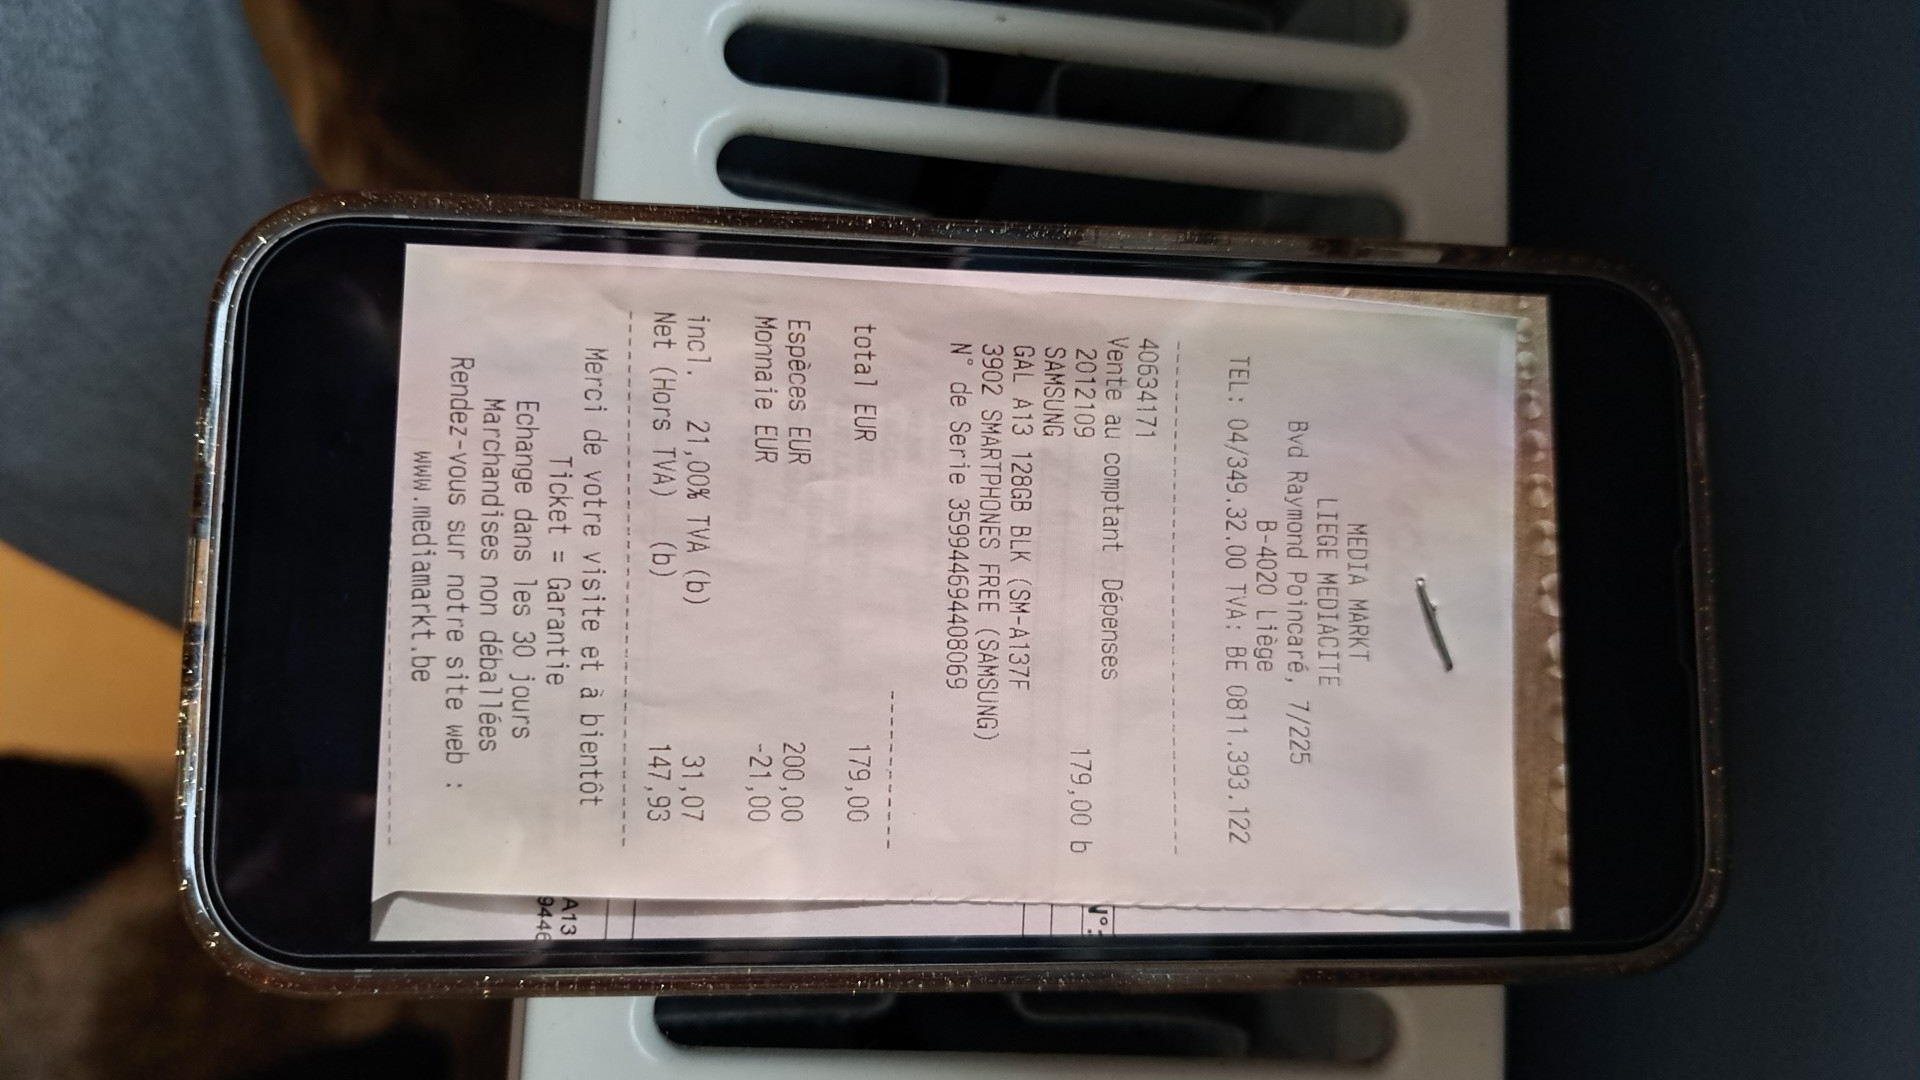 MEDIA MARKT
LIEGE MEDIACITE
Bvd Raymond Poincaré, 7/225
B-4020 Liège
TEL: 04/349.32.00 TVA: BE 0811.393.122
40634171
Vente au comptant Dépenses
2012109 179,00 b
SAMSUNG
GAL A13 128GB BLK (SM-A137F
3902 SMARTPHONES FREE (SAMSUNG)
N° de Serie 359944694408069
total EUR 179,00
Espèces EUR 200,00
Monnaie EUR -21,00
incl. 21,00% TVA (b) 31,07
Net (Hors TVA) (b) 147,93
Merci de votre visite et à bientôt
Ticket = Garantie
Echange dans les 30 jours
Marchandises non déballées
Rendez-vous sur notre site web :
www.mediamarkt.be
N°:
A13
9446